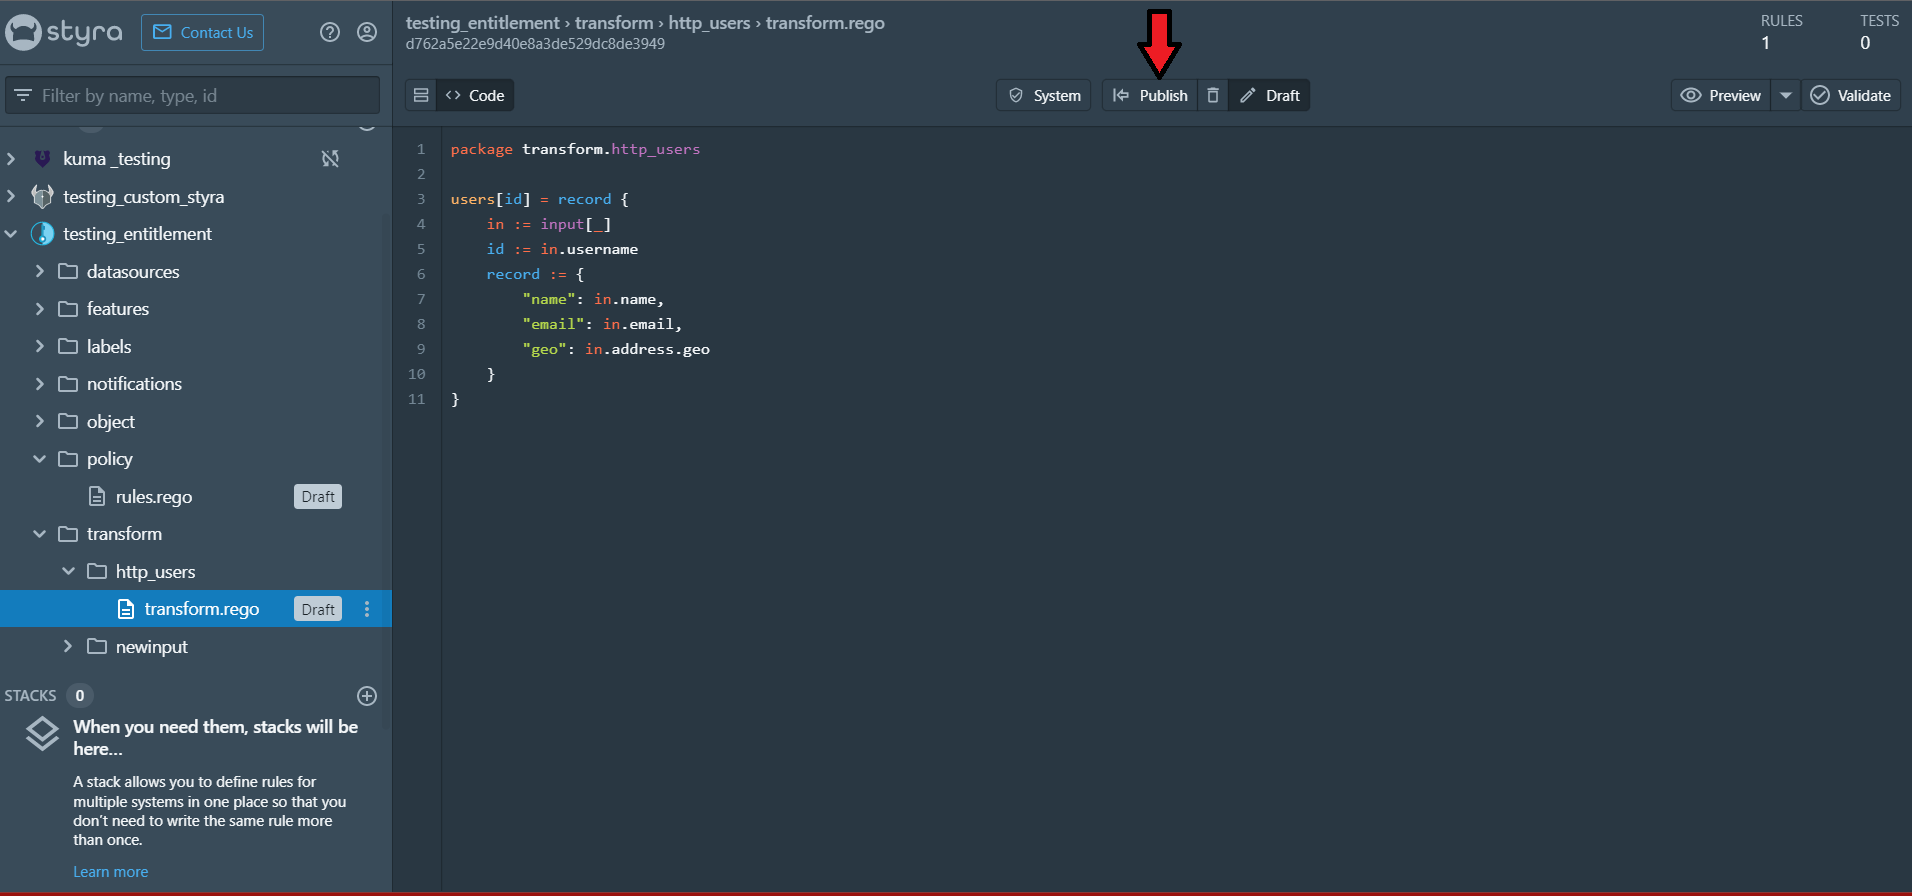 styra
Contact Us
Filter by name, type, id
kuma _testing
testing_custom_styra
testing_entitlement
datasources
features
labels
notifications
object
policy
rules.rego Draft
transform
http_users
transform.rego Draft
newinput
STACKS 0
When you need them, stacks will be
here...
A stack allows you to define rules for
multiple systems in one place so that you
don't need to write the same rule more
than once.
Learn more
testing_entitlement › transform › http_users › transform.rego
d762a5e22e9d40e8a3de529dc8de3949
RULES
1
TESTS
0
Code
System
Publish
Draft
Preview
Validate
1 package transform.http_users
2
3 users[id] = record {
4 in := input[_]
5 id := in.username
6 record := {
7 "name": in.name,
8 "email": in.email,
9 "geo": in.address.geo
10 }
11 }